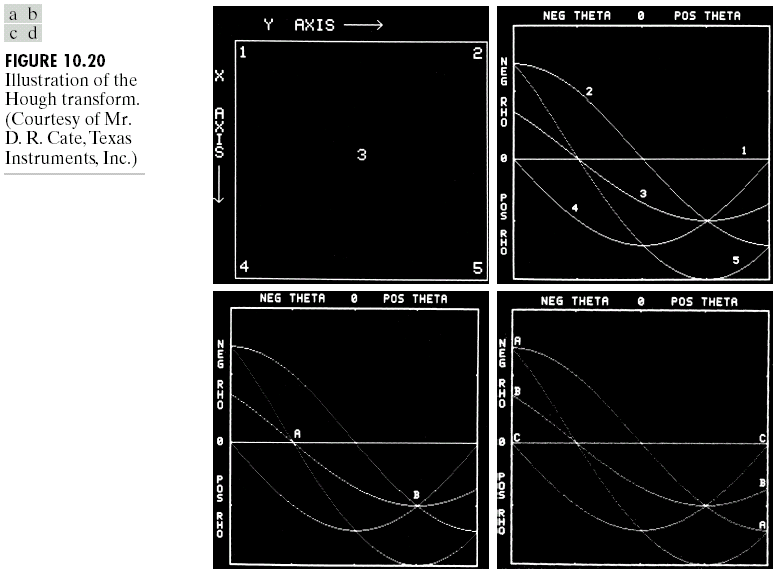 a b
c d
FIGURE 10.20
Illustration of the
Hough transform.
(Courtesy of Mr.
D. R. Cate, Texas
Instruments, Inc.)
Y AXIS
X AXIS
1 2
3
4 5
NEG THETA 0 POS THETA
NEG RHO
0
POS RHO
2
1
3
4
5
NEG THETA 0 POS THETA
NEG RHO
0
POS RHO
A
B
NEG THETA 0 POS THETA
NEG RHO
0
POS RHO
A
B
C C
B
A